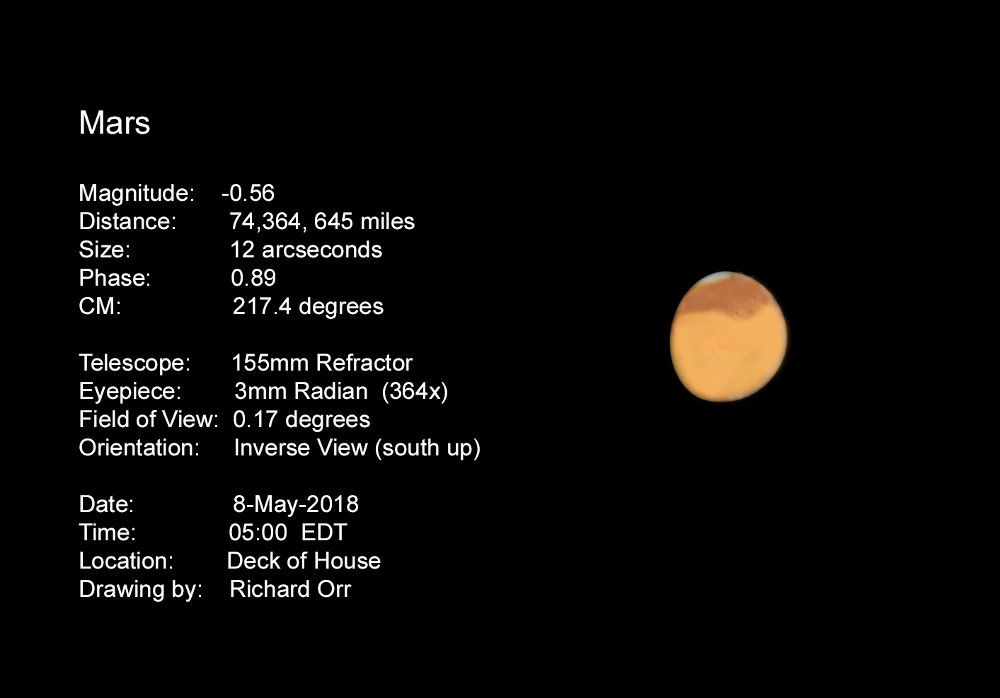 Mars
Magnitude: -0.56
Distance: 74,364, 645 miles
Size: 12 arcseconds
Phase: 0.89
CM: 217.4 degrees
Telescope: 155mm Refractor
Eyepiece: 3mm Radian (364x)
Field of View: 0.17 degrees
Orientation: Inverse View (south up)
Date: 8-May-2018
Time: 05:00 EDT
Location: Deck of House
Drawing by: Richard Orr